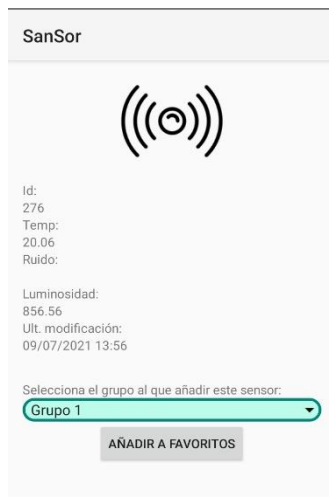 SanSor
Id:
276
Temp:
20.06
Ruido:
Luminosidad:
856.56
Ult. modificación:
09/07/2021 13:56
Selecciona el grupo al que añadir este sensor:
Grupo 1
AÑADIR A FAVORITOS